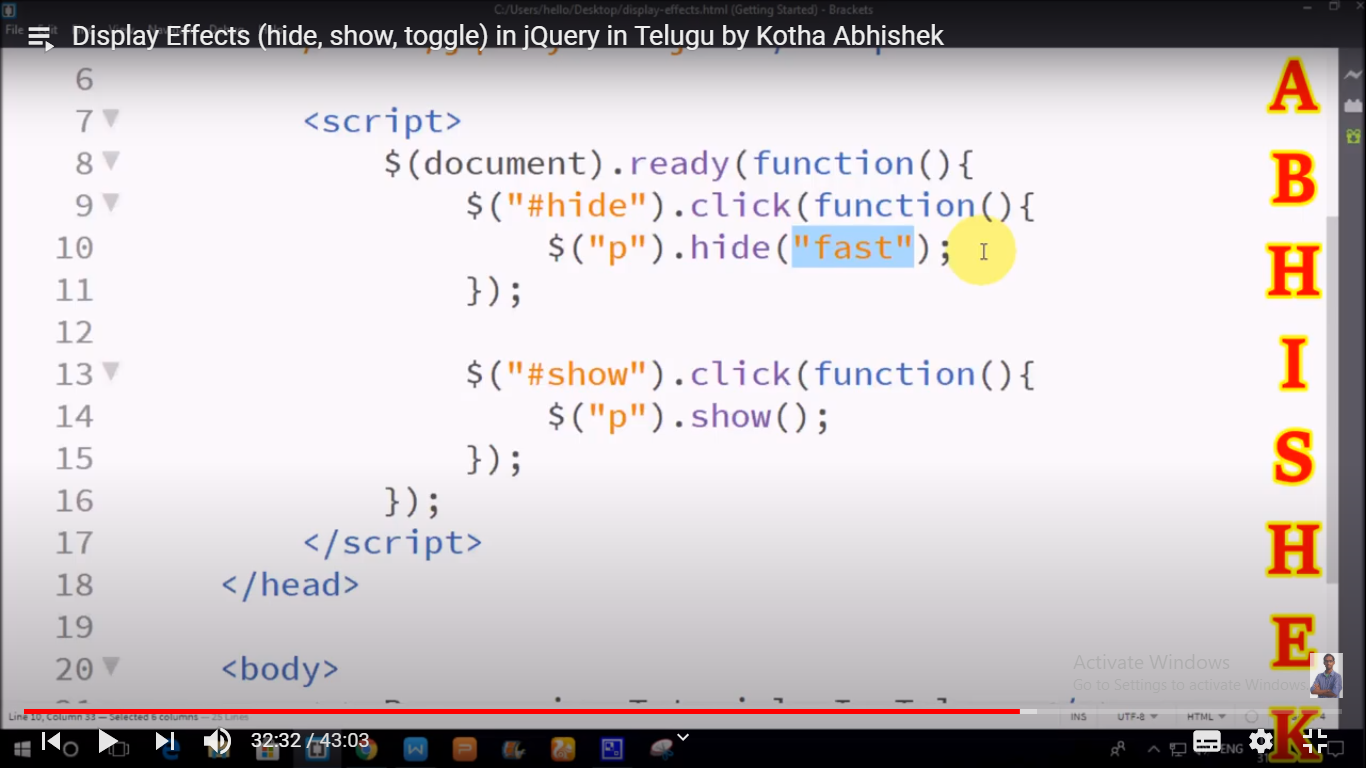 C:/Users/hello/Desktop/display-effects.html (Getting Started) - Brackets
File
Display Effects (hide, show, toggle) in jQuery in Telugu by Kotha Abhishek
6
7 <script>
8 $(document).ready(function(){
9 $("#hide").click(function(){
10 $("p").hide("fast");
11 });
12
13 $("#show").click(function(){
14 $("p").show();
15 });
16 });
17 </script>
18 </head>
19
20 <body>
A
B
H
I
S
H
E
K
Activate Windows
Go to Settings to activate Windows.
Line 10, Column 33 — Selected 6 columns — 25 Lines
INS UTF-8 HTML 4
32:32 / 43:03
ENG